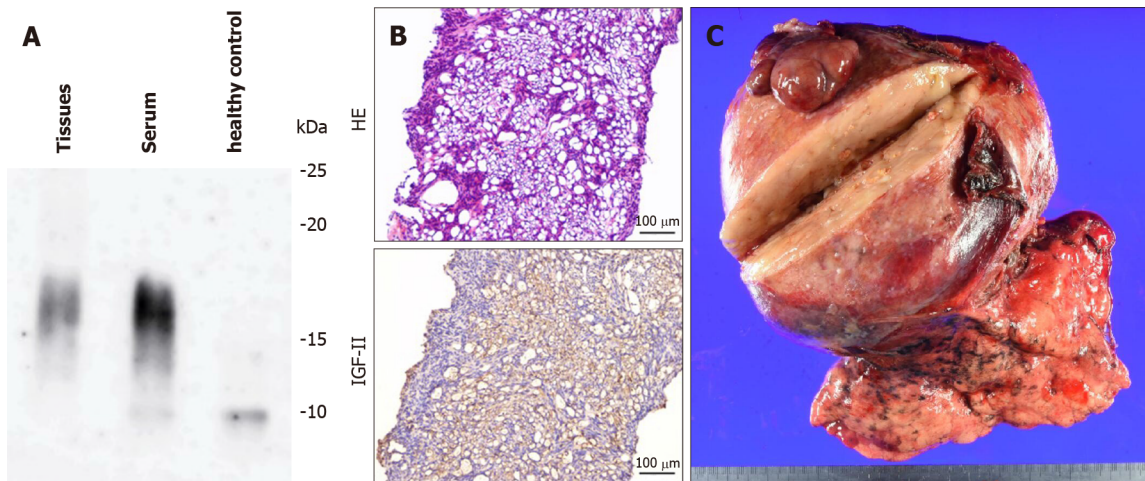 A
Tissues
Serum
healthy control
kDa
-25
-20
-15
-10
B
HE
100 μm
IGF-II
100 μm
C